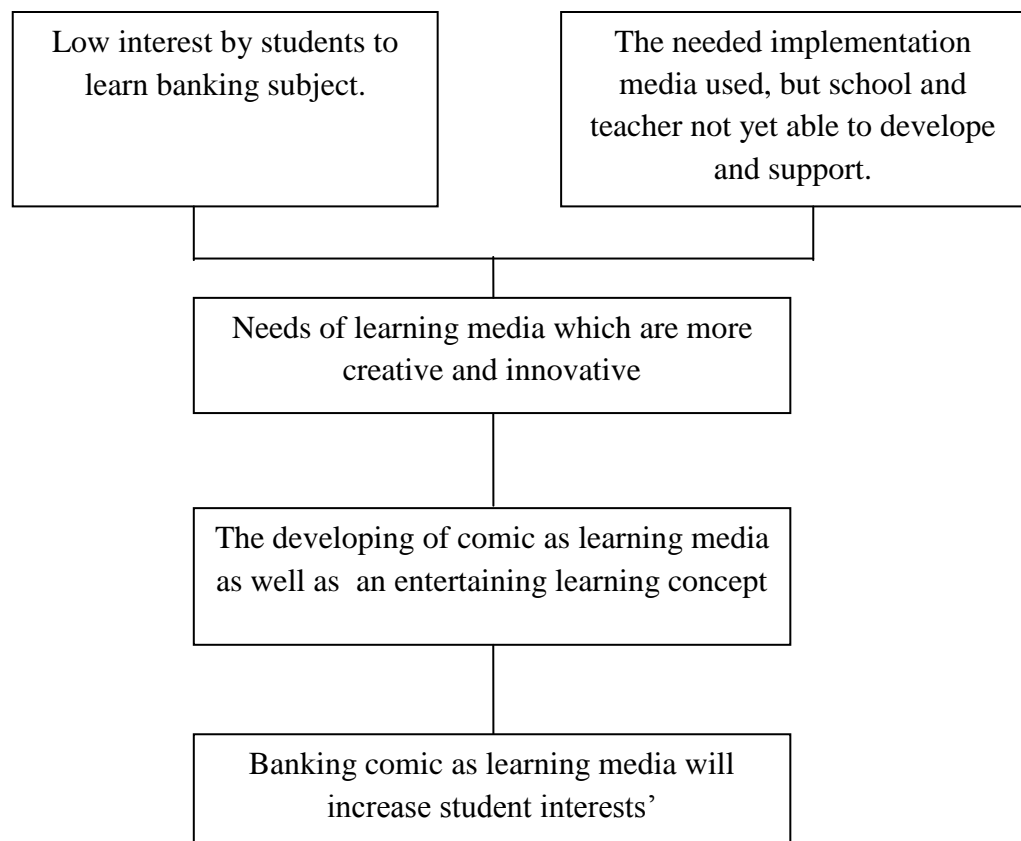 Low interest by students to
learn banking subject.
The needed implementation
media used, but school and
teacher not yet able to develope
and support.
Needs of learning media which are more
creative and innovative
The developing of comic as learning media
as well as  an entertaining learning concept
Banking comic as learning media will
increase student interests’